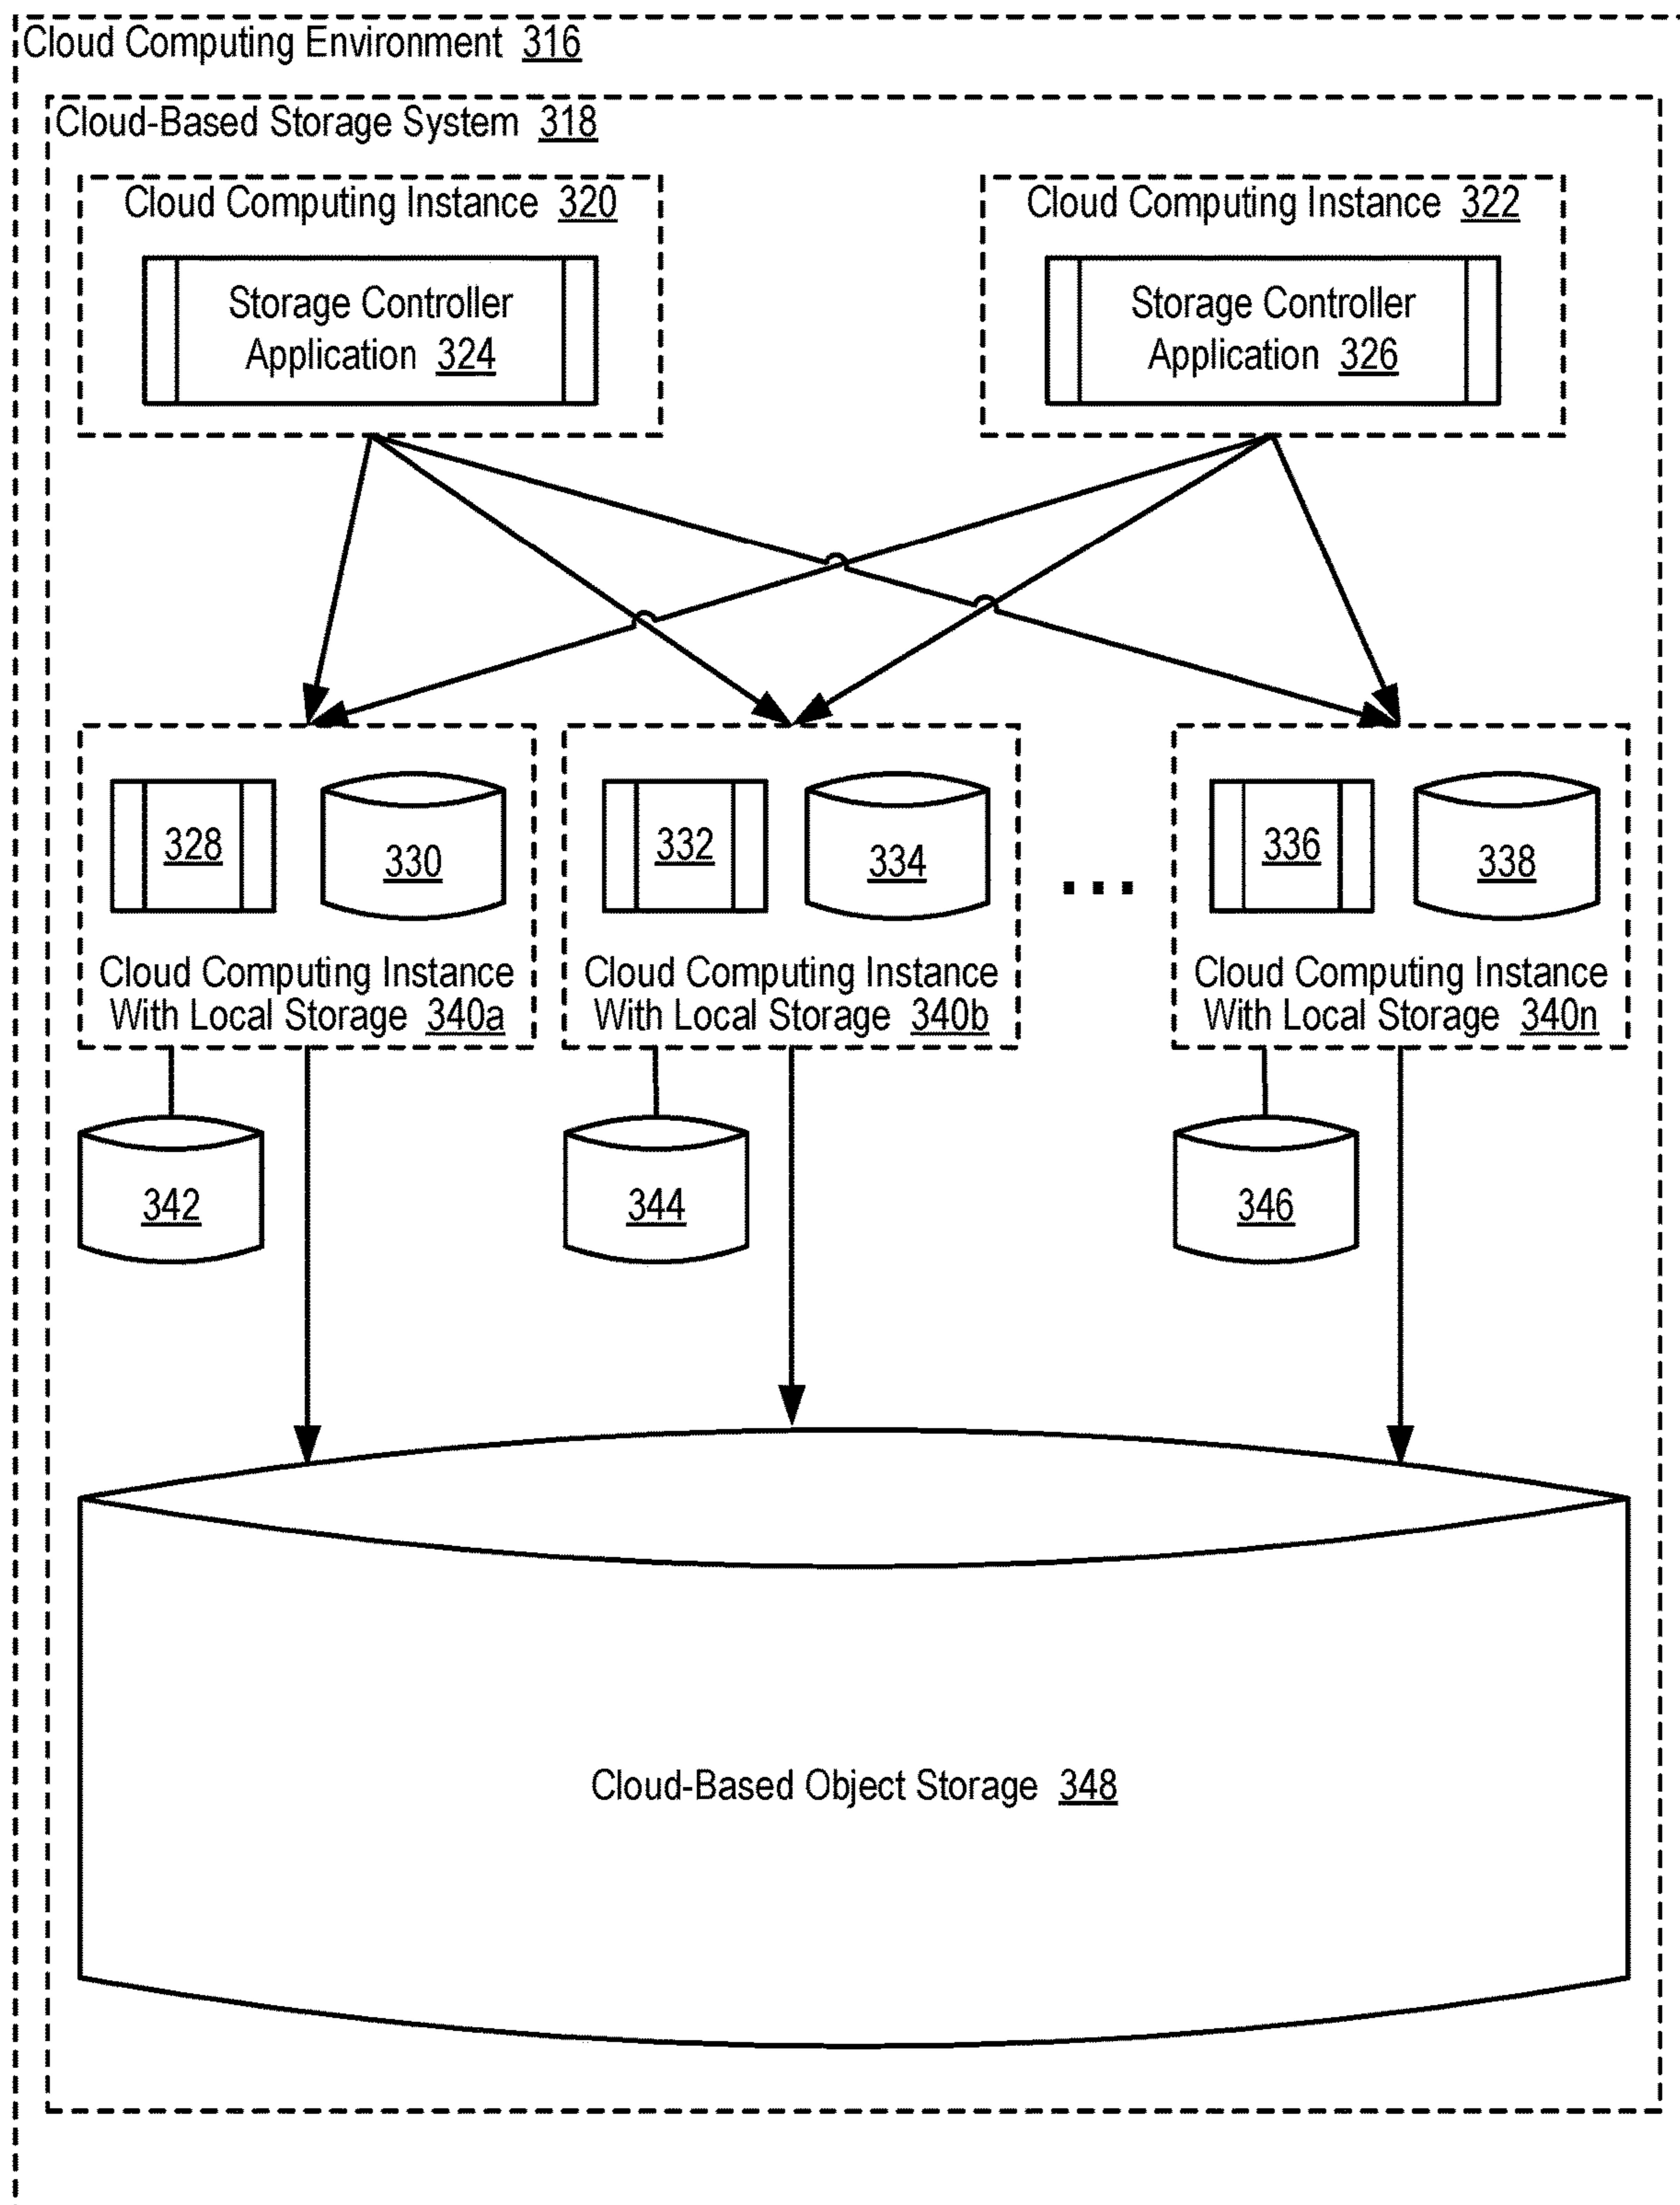 Cloud Computing Environment 316
Cloud-Based Storage System 318
Cloud Computing Instance 320
Storage Controller
Application 324
Cloud Computing Instance 322
Storage Controller
Application 326
328
330
Cloud Computing Instance
With Local Storage 340a
332
334
Cloud Computing Instance
With Local Storage 340b
...
336
338
Cloud Computing Instance
With Local Storage 340n
342
344
346
Cloud-Based Object Storage 348